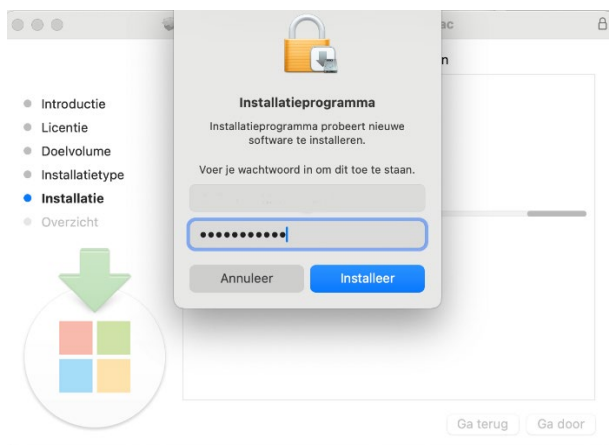 ac
n
Introductie
Licentie
Doelvolume
Installatietype
Installatie
Overzicht
Installatieprogramma
Installatieprogramma probeert nieuwe
software te installeren.
Voer je wachtwoord in om dit toe te staan.
●●●●●●●●●●●
Annuleer
Installeer
Ga terug
Ga door